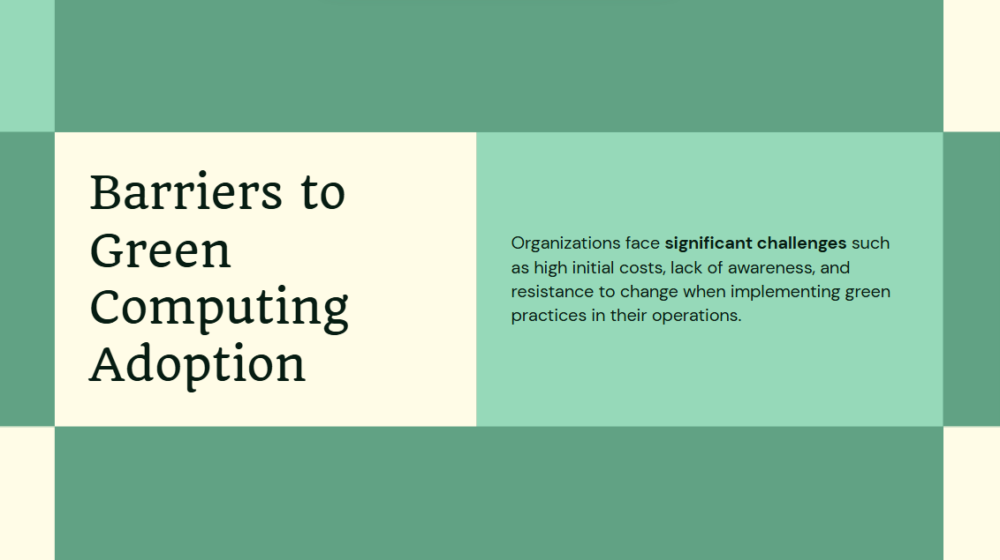 Barriers to
Green
Computing
Adoption
Organizations face significant challenges such
as high initial costs, lack of awareness, and
resistance to change when implementing green
practices in their operations.